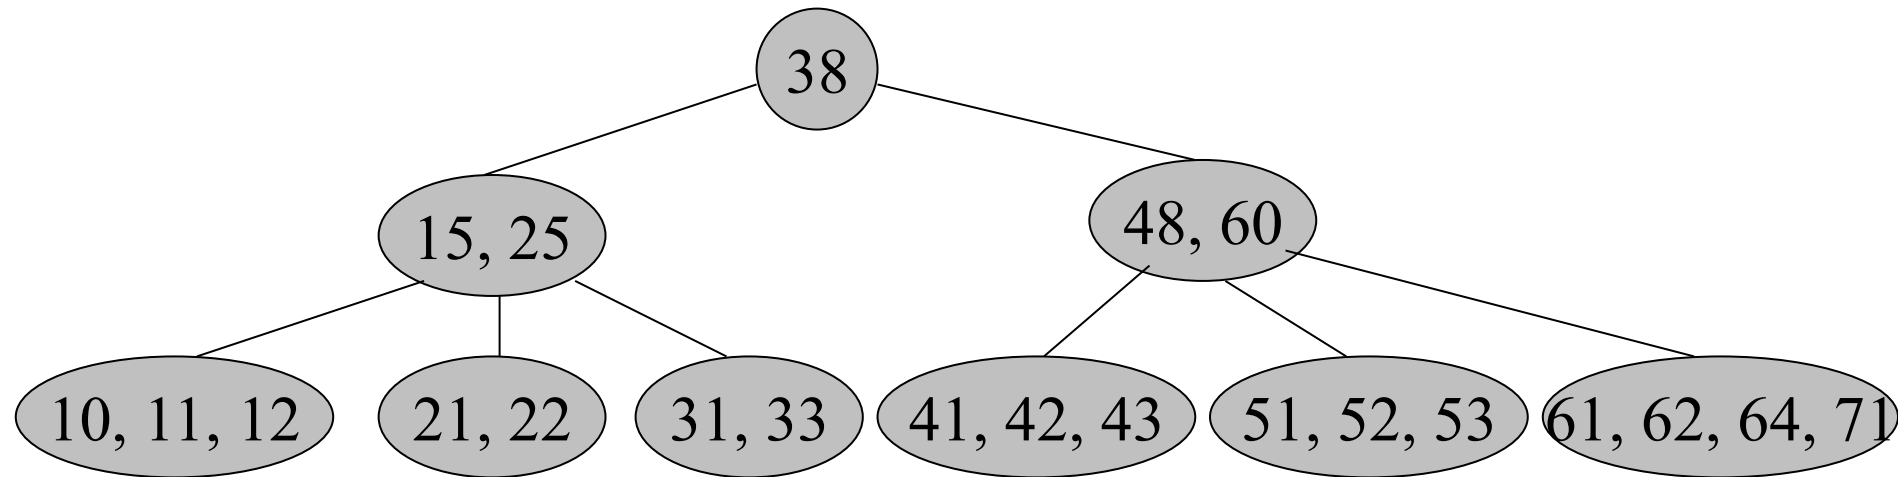 38
15, 25
48, 60
10, 11, 12
21, 22
31, 33
41, 42, 43
51, 52, 53
61, 62, 64, 71